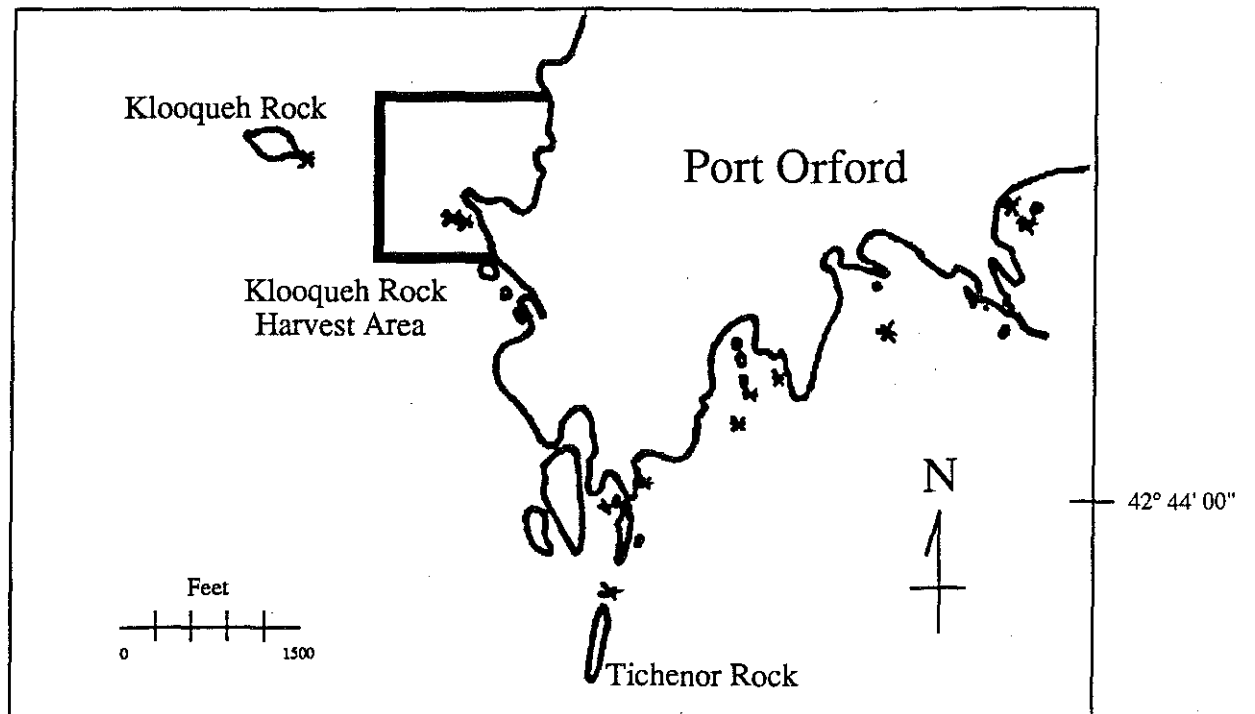 Klooqueh Rock
Port Orford
Klooqueh Rock
Harvest Area
N
42° 44' 00"
Feet
0 1500
Tichenor Rock